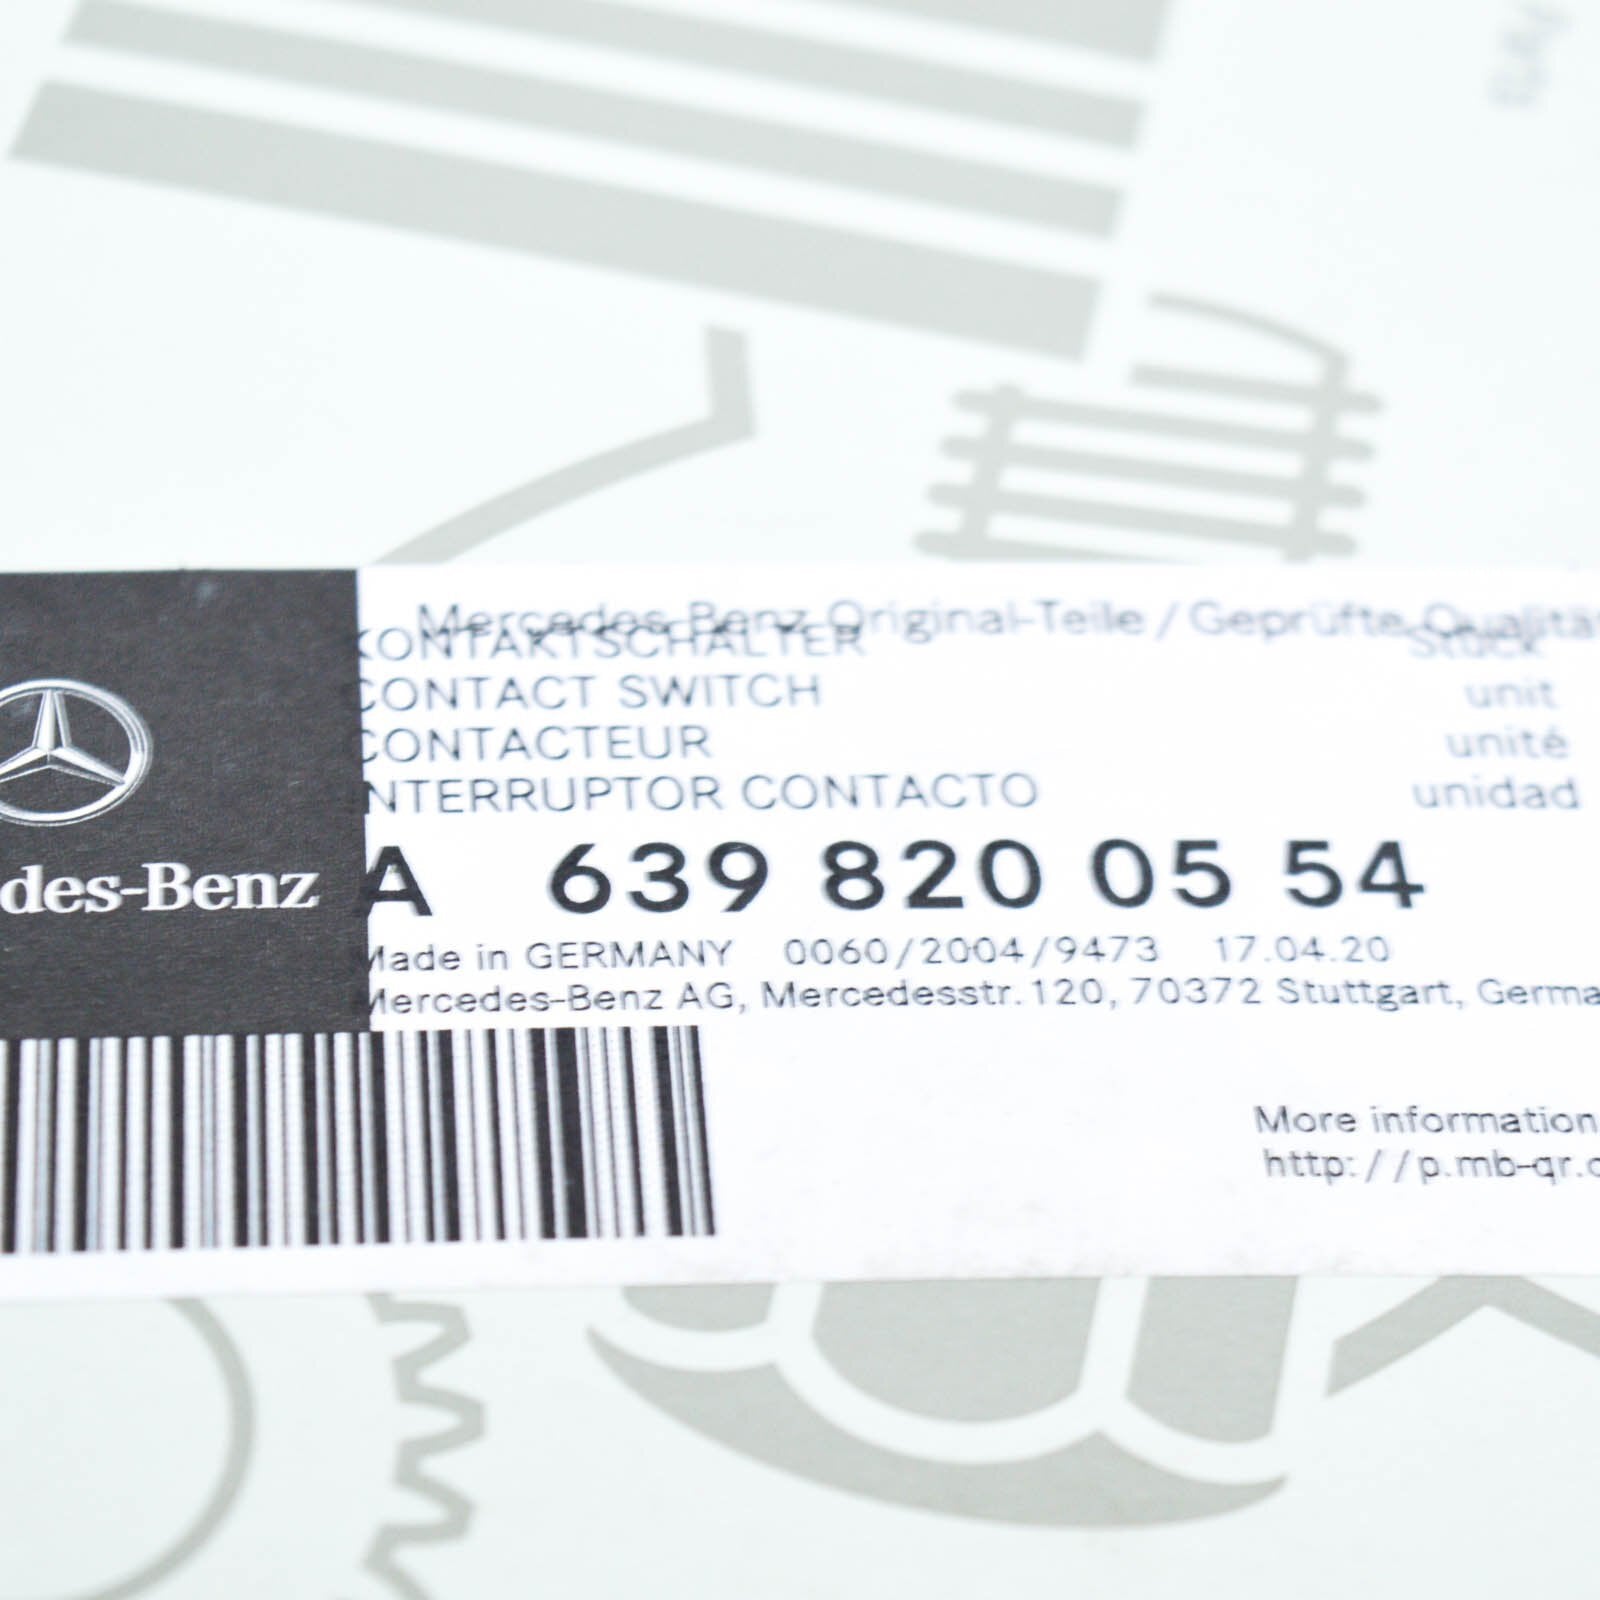 Mercedes-Benz Original-Teile / Geprüfte Qualitä
KONTAKTSCHALTER Stück
CONTACT SWITCH unit
CONTACTEUR unité
INTERRUPTOR CONTACTO unidad
des-Benz
A 639 820 05 54
Made in GERMANY 0060/2004/9473 17.04.20
Mercedes-Benz AG, Mercedesstr. 120, 70372 Stuttgart, Germa
More information
http://p.mb-qr.c